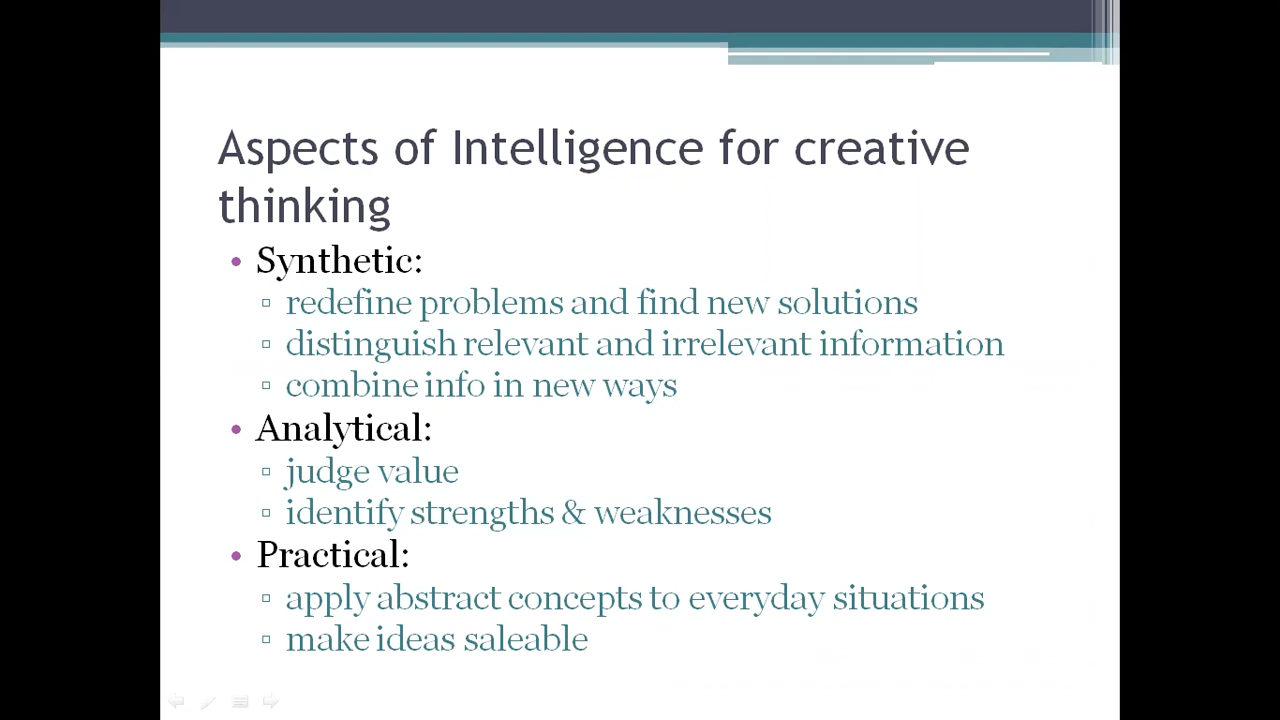 Aspects of Intelligence for creative
thinking
• Synthetic:
▫ redefine problems and find new solutions
▫ distinguish relevant and irrelevant information
▫ combine info in new ways
• Analytical:
▫ judge value
▫ identify strengths & weaknesses
• Practical:
▫ apply abstract concepts to everyday situations
▫ make ideas saleable